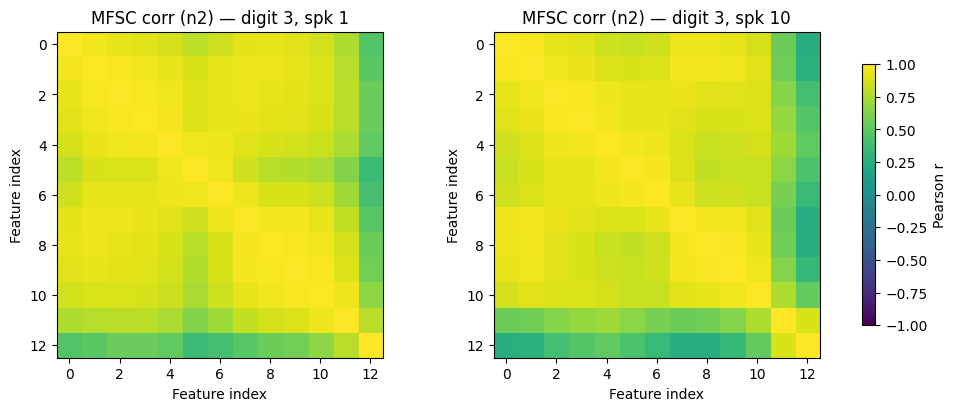 MFSC corr (n2) — digit 3, spk 1
0
2
4
6
8
10
12
Feature index
0 2 4 6 8 10 12
Feature index
MFSC corr (n2) — digit 3, spk 10
0
2
4
6
8
10
12
Feature index
0 2 4 6 8 10 12
Feature index
1.00
0.75
0.50
0.25
0.00
−0.25
−0.50
−0.75
−1.00
Pearson r